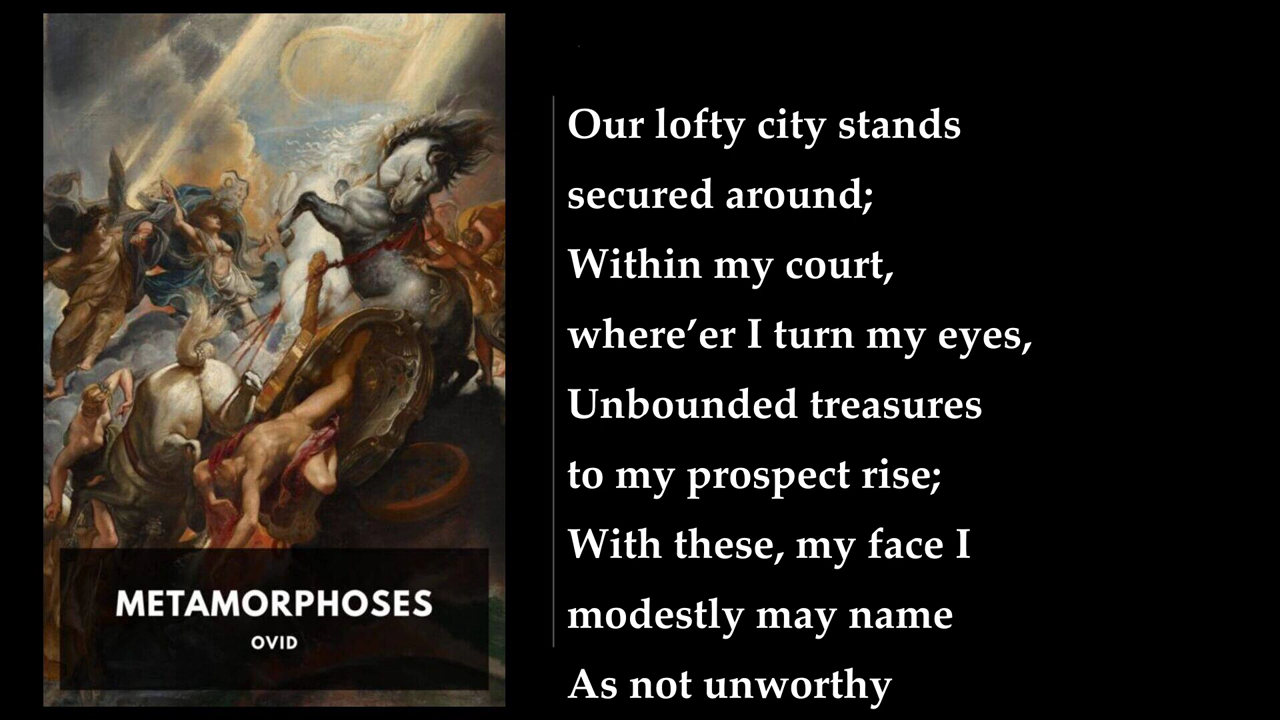 METAMORPHOSES
OVID
Our lofty city stands
secured around;
Within my court,
where’er I turn my eyes,
Unbounded treasures
to my prospect rise;
With these, my face I
modestly may name
As not unworthy